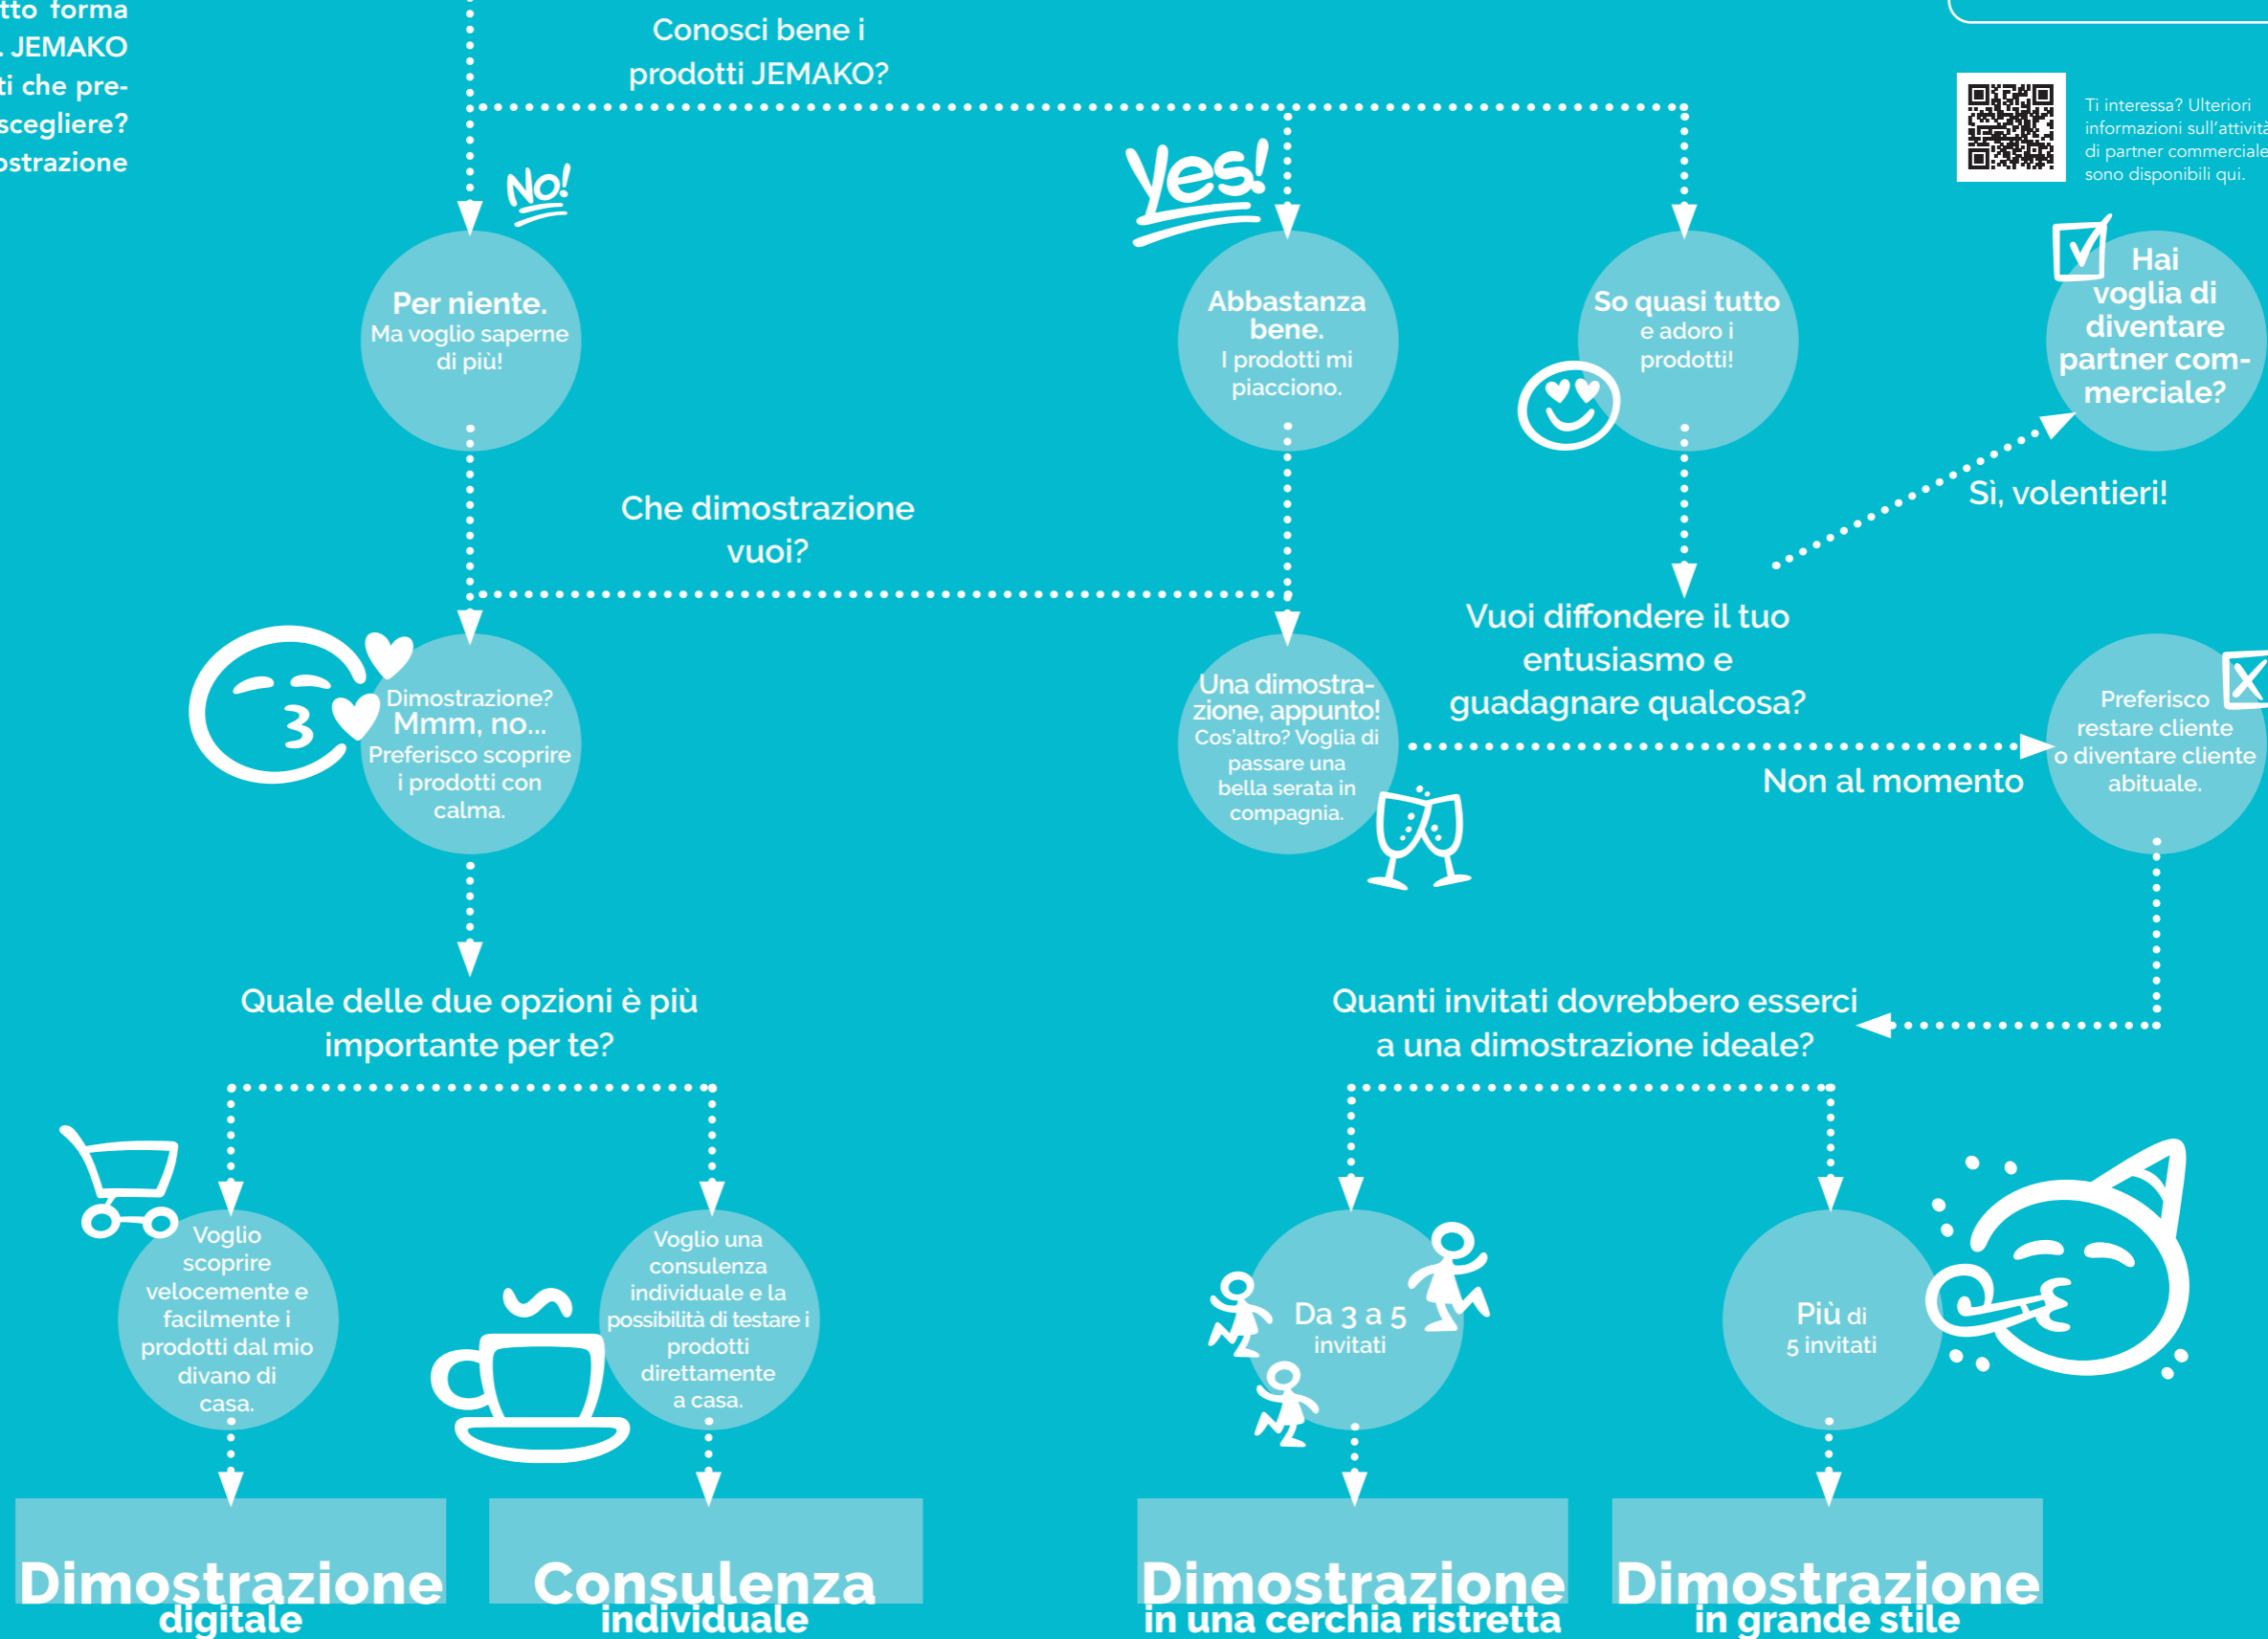 tto forma
. JEMAKO
ti che pre-
scegliere?
ostrazione
Conosci bene i
prodotti JEMAKO?
Ti interessa? Ulteriori
informazioni sull'attività
di partner commerciale
sono disponibili qui.
No!
Yes!
Per niente.
Ma voglio saperne
di più!
Abbastanza
bene.
I prodotti mi
piacciono.
So quasi tutto
e adoro i
prodotti!
Hai
voglia di
diventare
partner com-
merciale?
Sì, volentieri!
Che dimostrazione
vuoi?
Dimostrazione?
Mmm, no...
Preferisco scoprire
i prodotti con
calma.
Una dimostra-
zione, appunto!
Cos'altro? Voglia di
passare una
bella serata in
compagnia.
Vuoi diffondere il tuo
entusiasmo e
guadagnare qualcosa?
Non al momento
Preferisco
restare cliente
o diventare cliente
abituale.
Quale delle due opzioni è più
importante per te?
Quanti invitati dovrebbero esserci
a una dimostrazione ideale?
Voglio
scoprire
velocemente e
facilmente i
prodotti dal mio
divano di
casa.
Voglio una
consulenza
individuale e la
possibilità di testare i
prodotti
direttamente
a casa.
Da 3 a 5
invitati
Più di
5 invitati
Dimostrazione
digitale
Consulenza
individuale
Dimostrazione
in una cerchia ristretta
Dimostrazione
in grande stile